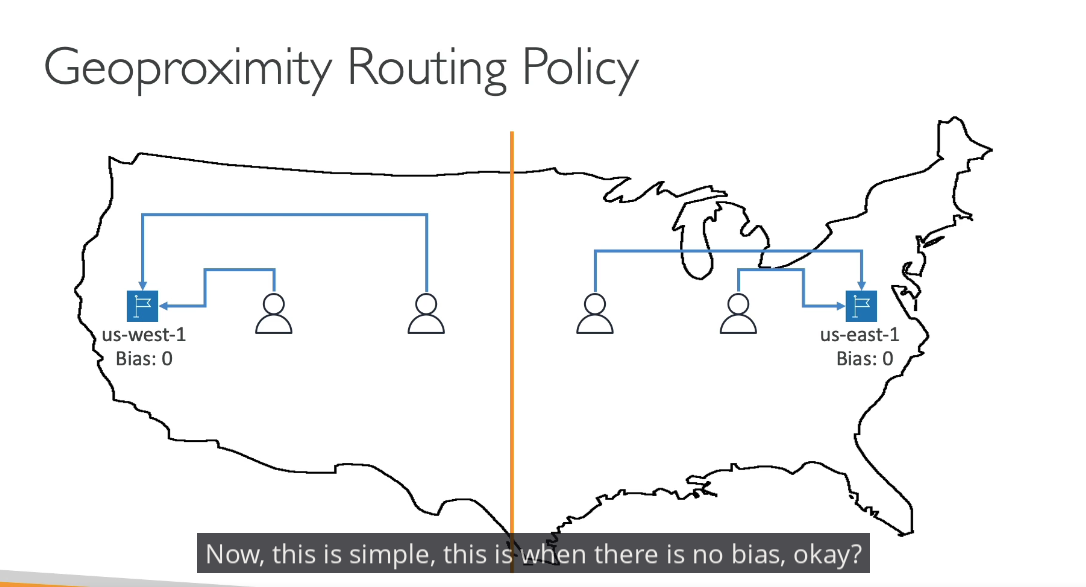 Geoproximity Routing Policy
us-west-1
Bias: 0
us-east-1
Bias: 0
Now, this is simple, this is when there is no bias, okay?